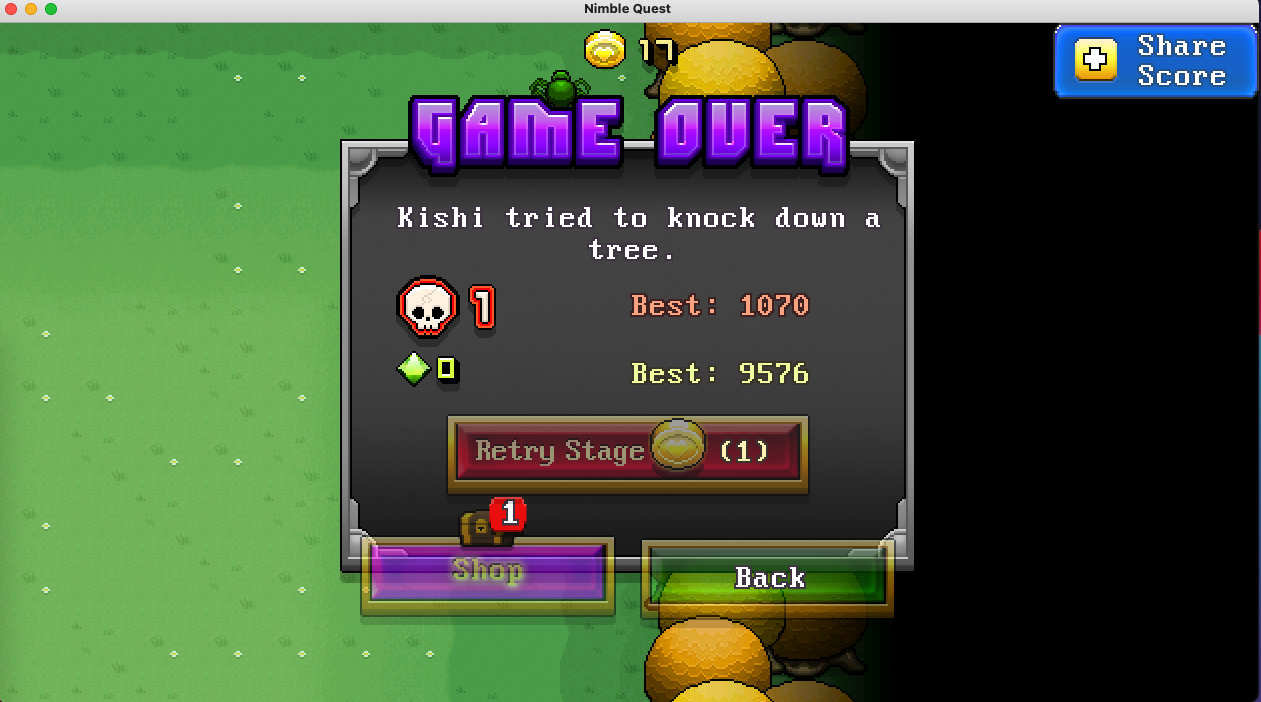 Nimble Quest
17
Share
Score
GAME OVER
Kishi tried to knock down a
tree.
1 Best: 1070
0 Best: 9576
Retry Stage (1)
1
Shop Back